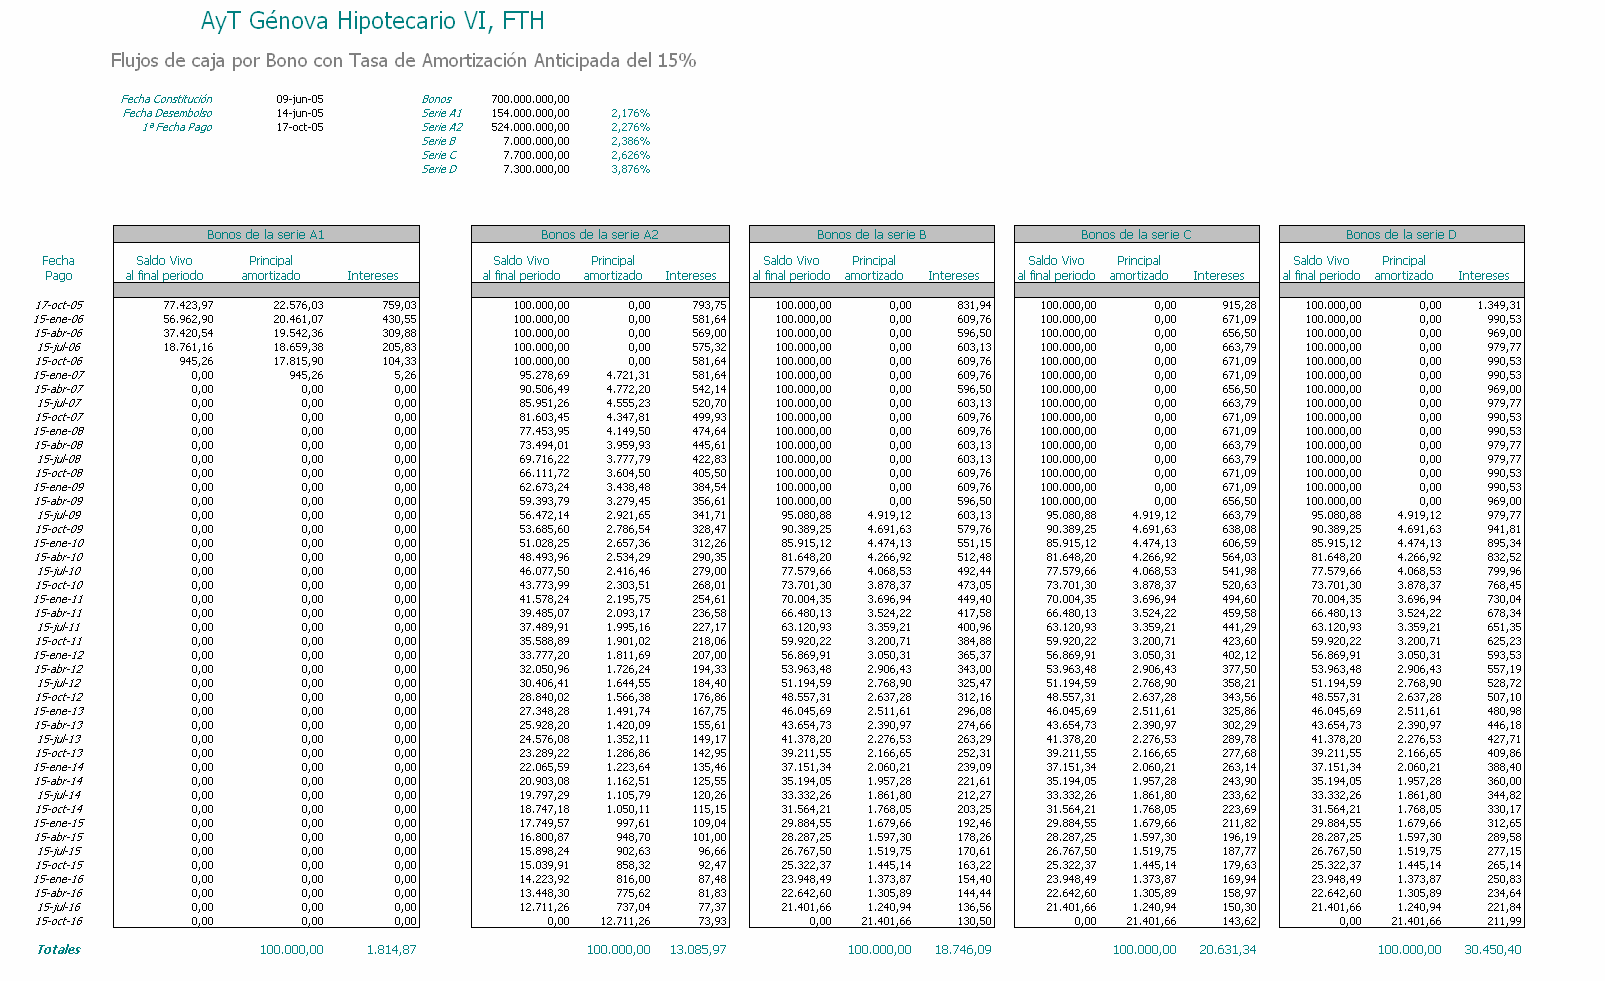 AyT Génova Hipotecario VI, FTH
Flujos de caja por Bono con Tasa de Amortización Anticipada del 15%
Fecha Constitución 09-jun-05 Bonos 700.000.000,00
Fecha Desembolso 14-jun-05 Serie A1 154.000.000,00 2,176%
1ª Fecha Pago 17-oct-05 Serie A2 524.000.000,00 2,276%
Serie B 7.000.000,00 2,386%
Serie C 7.700.000,00 2,626%
Serie D 7.300.000,00 3,876%
Bonos de la serie A1 Bonos de la serie A2 Bonos de la serie B Bonos de la serie C Bonos de la serie D
Fecha Saldo Vivo Principal Saldo Vivo Principal Saldo Vivo Principal Saldo Vivo Principal Saldo Vivo Principal
Pago al final periodo amortizado Intereses al final periodo amortizado Intereses al final periodo amortizado Intereses al final periodo amortizado Intereses al final periodo amortizado Intereses
17-oct-05 77.423,97 22.576,03 759,03 100.000,00 0,00 793,75 100.000,00 0,00 831,94 100.000,00 0,00 915,28 100.000,00 0,00 1.349,31
15-ene-06 56.962,90 20.461,07 430,55 100.000,00 0,00 581,64 100.000,00 0,00 609,76 100.000,00 0,00 671,09 100.000,00 0,00 990,53
15-abr-06 37.420,54 19.542,36 309,88 100.000,00 0,00 569,00 100.000,00 0,00 596,50 100.000,00 0,00 656,50 100.000,00 0,00 969,00
15-jul-06 18.761,16 18.659,38 205,83 100.000,00 0,00 575,32 100.000,00 0,00 603,13 100.000,00 0,00 663,79 100.000,00 0,00 979,77
15-oct-06 945,26 17.815,90 104,33 100.000,00 0,00 581,64 100.000,00 0,00 609,76 100.000,00 0,00 671,09 100.000,00 0,00 990,53
15-ene-07 0,00 945,26 5,26 95.278,69 4.721,31 581,64 100.000,00 0,00 609,76 100.000,00 0,00 671,09 100.000,00 0,00 990,53
15-abr-07 0,00 0,00 0,00 90.506,49 4.772,20 542,14 100.000,00 0,00 596,50 100.000,00 0,00 656,50 100.000,00 0,00 969,00
15-jul-07 0,00 0,00 0,00 85.951,26 4.555,23 520,70 100.000,00 0,00 603,13 100.000,00 0,00 663,79 100.000,00 0,00 979,77
15-oct-07 0,00 0,00 0,00 81.603,45 4.347,81 499,93 100.000,00 0,00 609,76 100.000,00 0,00 671,09 100.000,00 0,00 990,53
15-ene-08 0,00 0,00 0,00 77.453,95 4.149,50 474,64 100.000,00 0,00 609,76 100.000,00 0,00 671,09 100.000,00 0,00 990,53
15-abr-08 0,00 0,00 0,00 73.494,01 3.959,93 445,61 100.000,00 0,00 603,13 100.000,00 0,00 663,79 100.000,00 0,00 979,77
15-jul-08 0,00 0,00 0,00 69.716,22 3.777,79 422,83 100.000,00 0,00 603,13 100.000,00 0,00 663,79 100.000,00 0,00 979,77
15-oct-08 0,00 0,00 0,00 66.111,72 3.604,50 405,50 100.000,00 0,00 609,76 100.000,00 0,00 671,09 100.000,00 0,00 990,53
15-ene-09 0,00 0,00 0,00 62.673,24 3.438,48 384,54 100.000,00 0,00 609,76 100.000,00 0,00 671,09 100.000,00 0,00 990,53
15-abr-09 0,00 0,00 0,00 59.393,79 3.279,45 356,61 100.000,00 0,00 596,50 100.000,00 0,00 656,50 100.000,00 0,00 969,00
15-jul-09 0,00 0,00 0,00 56.472,14 2.921,65 341,71 95.080,88 4.919,12 603,13 95.080,88 4.919,12 663,79 95.080,88 4.919,12 979,77
15-oct-09 0,00 0,00 0,00 53.685,60 2.786,54 328,47 90.389,25 4.691,63 579,76 90.389,25 4.691,63 638,08 90.389,25 4.691,63 941,81
15-ene-10 0,00 0,00 0,00 51.028,25 2.657,36 312,26 85.915,12 4.474,13 551,15 85.915,12 4.474,13 606,59 85.915,12 4.474,13 895,34
15-abr-10 0,00 0,00 0,00 48.493,96 2.534,29 290,35 81.648,20 4.266,92 512,48 81.648,20 4.266,92 564,03 81.648,20 4.266,92 832,52
15-jul-10 0,00 0,00 0,00 46.077,50 2.416,46 279,00 77.579,66 4.068,53 492,44 77.579,66 4.068,53 541,98 77.579,66 4.068,53 799,96
15-oct-10 0,00 0,00 0,00 43.773,99 2.303,51 268,01 73.701,30 3.878,37 473,05 73.701,30 3.878,37 520,63 73.701,30 3.878,37 768,45
15-ene-11 0,00 0,00 0,00 41.578,24 2.195,75 254,61 70.004,35 3.696,94 449,40 70.004,35 3.696,94 494,60 70.004,35 3.696,94 730,04
15-abr-11 0,00 0,00 0,00 39.485,07 2.093,17 236,58 66.480,13 3.524,22 417,58 66.480,13 3.524,22 459,58 66.480,13 3.524,22 678,34
15-jul-11 0,00 0,00 0,00 37.489,91 1.995,16 227,17 63.120,93 3.359,21 400,96 63.120,93 3.359,21 441,29 63.120,93 3.359,21 651,35
15-oct-11 0,00 0,00 0,00 35.588,89 1.901,02 218,06 59.920,22 3.200,71 384,88 59.920,22 3.200,71 423,60 59.920,22 3.200,71 625,23
15-ene-12 0,00 0,00 0,00 33.777,20 1.811,69 207,00 56.869,91 3.050,31 365,37 56.869,91 3.050,31 402,12 56.869,91 3.050,31 593,53
15-abr-12 0,00 0,00 0,00 32.050,96 1.726,24 194,33 53.963,48 2.906,43 343,00 53.963,48 2.906,43 377,50 53.963,48 2.906,43 557,19
15-jul-12 0,00 0,00 0,00 30.406,41 1.644,55 184,40 51.194,59 2.768,90 325,47 51.194,59 2.768,90 358,21 51.194,59 2.768,90 528,72
15-oct-12 0,00 0,00 0,00 28.840,02 1.566,38 176,86 48.557,31 2.637,28 312,16 48.557,31 2.637,28 343,56 48.557,31 2.637,28 507,10
15-ene-13 0,00 0,00 0,00 27.348,28 1.491,74 167,75 46.045,69 2.511,61 296,08 46.045,69 2.511,61 325,86 46.045,69 2.511,61 480,98
15-abr-13 0,00 0,00 0,00 25.928,20 1.420,09 155,61 43.654,73 2.390,97 274,66 43.654,73 2.390,97 302,29 43.654,73 2.390,97 446,18
15-jul-13 0,00 0,00 0,00 24.576,08 1.352,11 149,17 41.378,20 2.276,53 263,29 41.378,20 2.276,53 289,78 41.378,20 2.276,53 427,71
15-oct-13 0,00 0,00 0,00 23.289,22 1.286,86 142,95 39.211,55 2.166,65 252,31 39.211,55 2.166,65 277,68 39.211,55 2.166,65 409,86
15-ene-14 0,00 0,00 0,00 22.065,59 1.223,64 135,46 37.151,34 2.060,21 239,09 37.151,34 2.060,21 263,14 37.151,34 2.060,21 388,40
15-abr-14 0,00 0,00 0,00 20.903,08 1.162,51 125,55 35.194,05 1.957,28 221,61 35.194,05 1.957,28 243,90 35.194,05 1.957,28 360,00
15-jul-14 0,00 0,00 0,00 19.797,29 1.105,79 120,26 33.332,26 1.861,80 212,27 33.332,26 1.861,80 233,62 33.332,26 1.861,80 344,82
15-oct-14 0,00 0,00 0,00 18.747,18 1.050,11 115,15 31.564,21 1.768,05 203,25 31.564,21 1.768,05 223,69 31.564,21 1.768,05 330,17
15-ene-15 0,00 0,00 0,00 17.749,57 997,61 109,04 29.884,55 1.679,66 192,46 29.884,55 1.679,66 211,82 29.884,55 1.679,66 312,65
15-abr-15 0,00 0,00 0,00 16.800,87 948,70 101,00 28.287,25 1.597,30 178,26 28.287,25 1.597,30 196,19 28.287,25 1.597,30 289,58
15-jul-15 0,00 0,00 0,00 15.898,24 902,63 96,66 26.767,50 1.519,75 170,61 26.767,50 1.519,75 187,77 26.767,50 1.519,75 277,15
15-oct-15 0,00 0,00 0,00 15.039,91 858,32 92,47 25.322,37 1.445,14 163,22 25.322,37 1.445,14 179,63 25.322,37 1.445,14 265,14
15-ene-16 0,00 0,00 0,00 14.223,92 816,00 87,48 23.948,49 1.373,87 154,40 23.948,49 1.373,87 169,94 23.948,49 1.373,87 250,83
15-abr-16 0,00 0,00 0,00 13.448,30 775,62 81,83 22.642,60 1.305,89 144,44 22.642,60 1.305,89 158,97 22.642,60 1.305,89 234,64
15-jul-16 0,00 0,00 0,00 12.711,26 737,04 77,37 21.401,66 1.240,94 136,56 21.401,66 1.240,94 150,30 21.401,66 1.240,94 221,84
15-oct-16 0,00 0,00 0,00 0,00 12.711,26 73,93 0,00 21.401,66 130,50 0,00 21.401,66 143,62 0,00 21.401,66 211,99
Totales 100.000,00 1.814,87 100.000,00 13.085,97 100.000,00 18.746,09 100.000,00 20.631,34 100.000,00 30.450,40